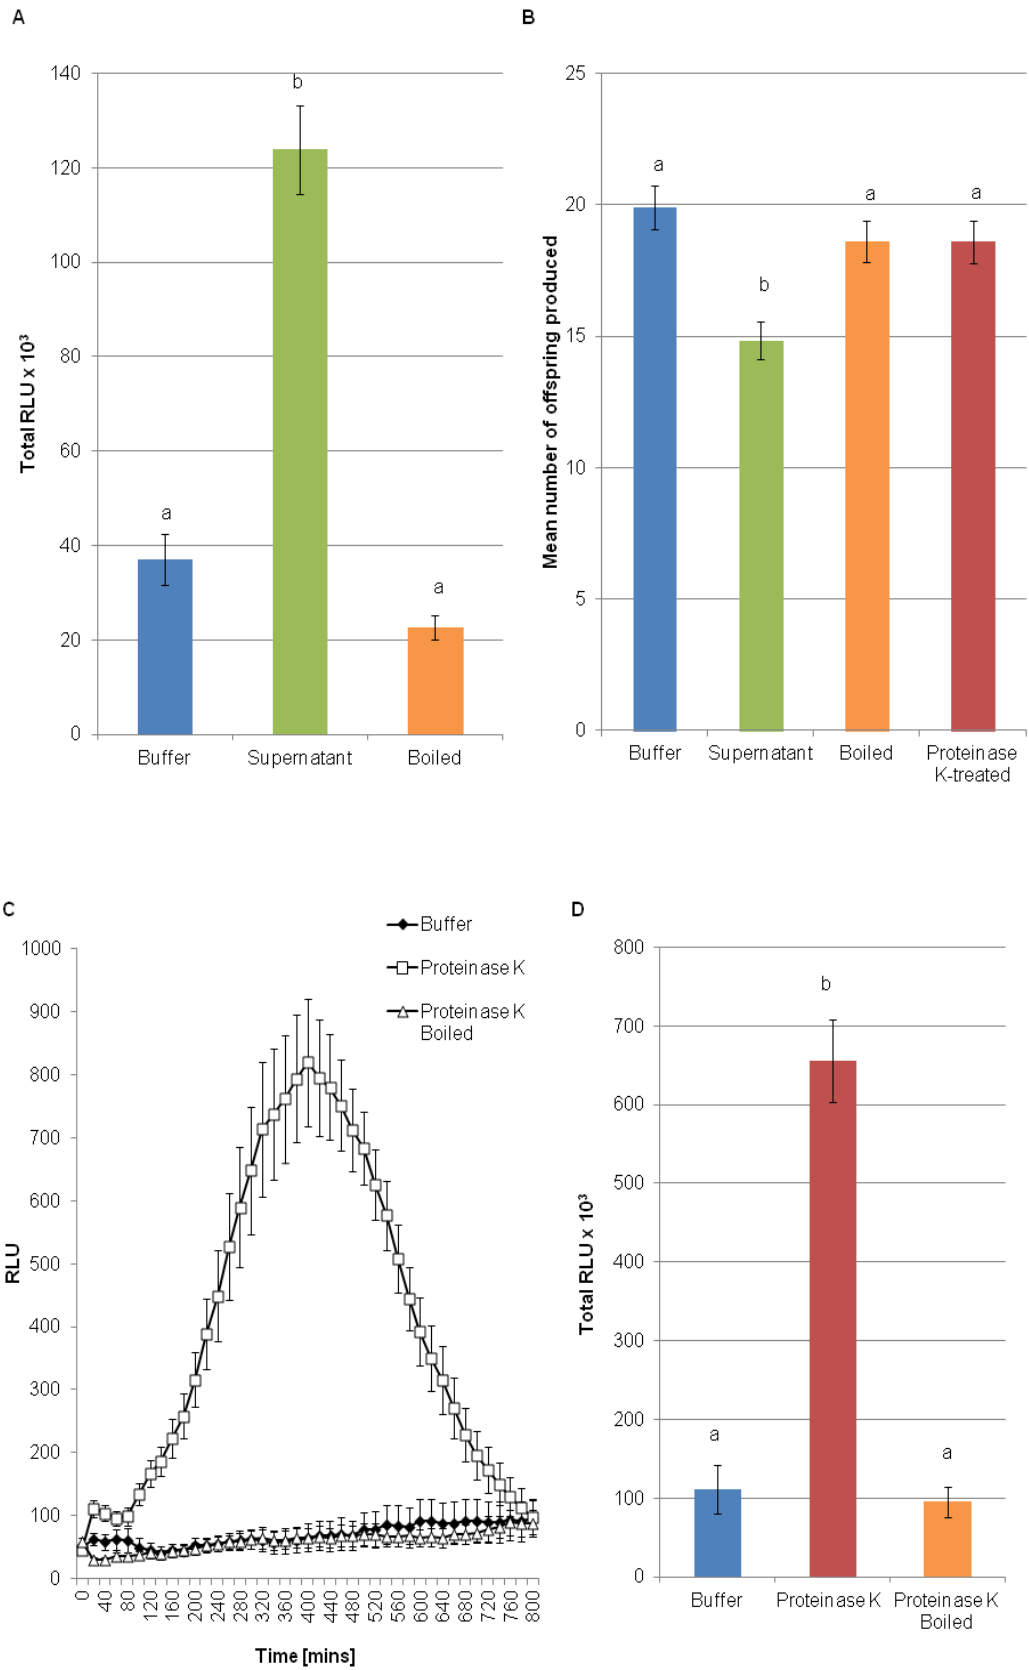 A
140
120
100
80
60
40
20
0
Total RLU x 10³
a
b
a
Buffer
Supernatant
Boiled
B
25
20
15
10
5
0
Mean number of offspring produced
a
b
a
a
Buffer
Supernatant
Boiled
Proteinase
K-treated
C
Buffer
Proteinase K
Proteinase K
Boiled
1000
900
800
700
600
500
400
300
200
100
0
RLU
0
40
80
120
160
200
240
280
320
360
400
440
480
520
560
600
640
680
720
760
800
Time [mins]
D
800
700
600
500
400
300
200
100
0
Total RLU x 10³
a
b
a
Buffer
Proteinase K
Proteinase K
Boiled